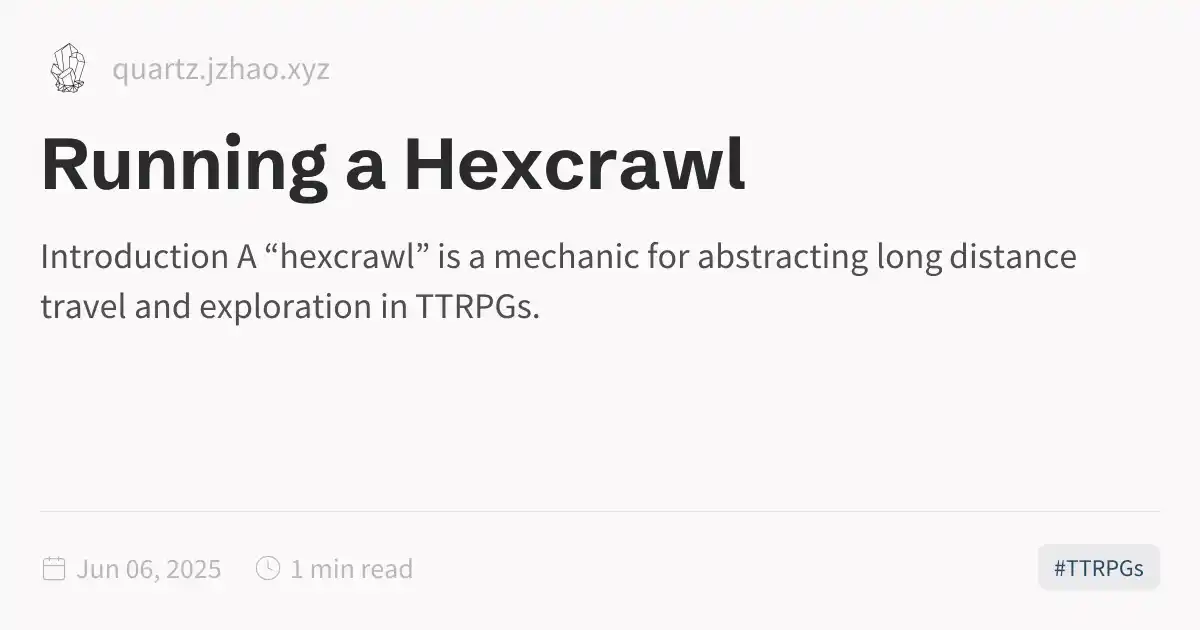 quartz.jzhao.xyz
Running a Hexcrawl
Introduction A “hexcrawl” is a mechanic for abstracting long distance
travel and exploration in TTRPGs.
Jun 06, 2025 1 min read #TTRPGs